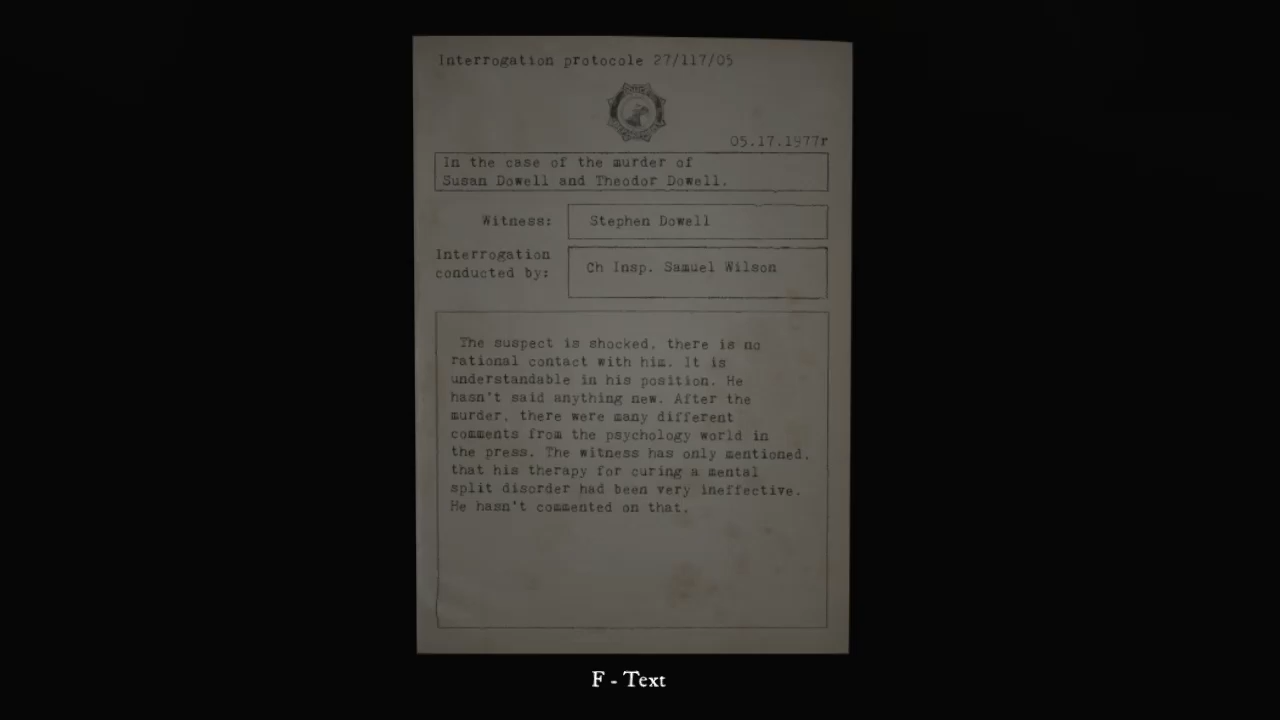 Interrogation protocole 27/117/05
05.17.1977r
In the case of the murder of
Susan Dowell and Theodor Dowell.
Witness:
Stephen Dowell
Interrogation
conducted by:
Ch Insp. Samuel Wilson
The suspect is shocked, there is no
rational contact with him. It is
understandable in his position. He
hasn't said anything new. After the
murder, there were many different
comments from the psychology world in
the press. The witness has only mentioned,
that his therapy for curing a mental
split disorder had been very ineffective.
He hasn't commented on that.
F - Text